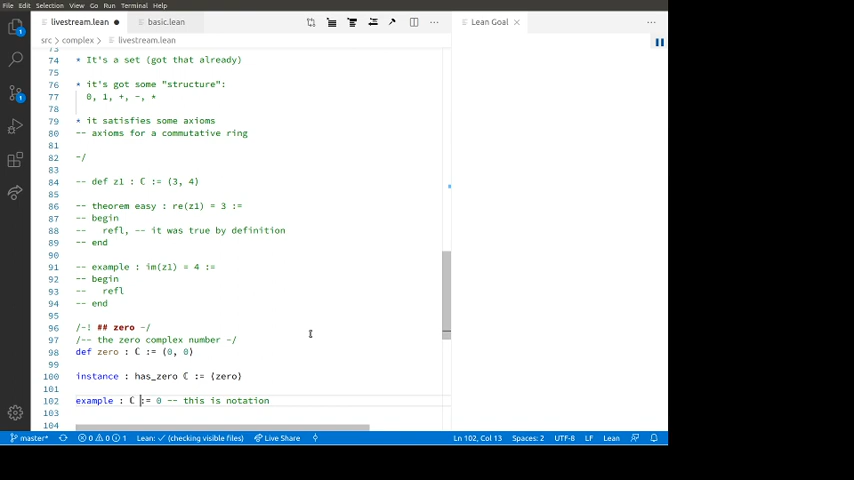 File Edit Selection View Go Run Terminal Help
livestream.lean ● basic.lean
Lean Goal ×
src > complex > livestream.lean
73
74 * It's a set (got that already)
75
76 * it's got some "structure":
77 0, 1, +, -, *
78
79 * it satisfies some axioms
80 -- axioms for a commutative ring
81
82 -/
83
84 -- def z1 : ℂ := (3, 4)
85
86 -- theorem easy : re(z1) = 3 :=
87 -- begin
88 --   refl, -- it was true by definition
89 -- end
90
91 -- example : im(z1) = 4 :=
92 -- begin
93 --   refl
94 -- end
95
96 /-! ## zero -/
97 /-- the zero complex number -/
98 def zero : ℂ := ⟨0, 0⟩
99
100 instance : has_zero ℂ := ⟨zero⟩
101
102 example : ℂ := 0 -- this is notation
103
104
master* 0 0 1 Lean: ✓ (checking visible files) Live Share Ln 102, Col 13 Spaces: 2 UTF-8 LF Lean